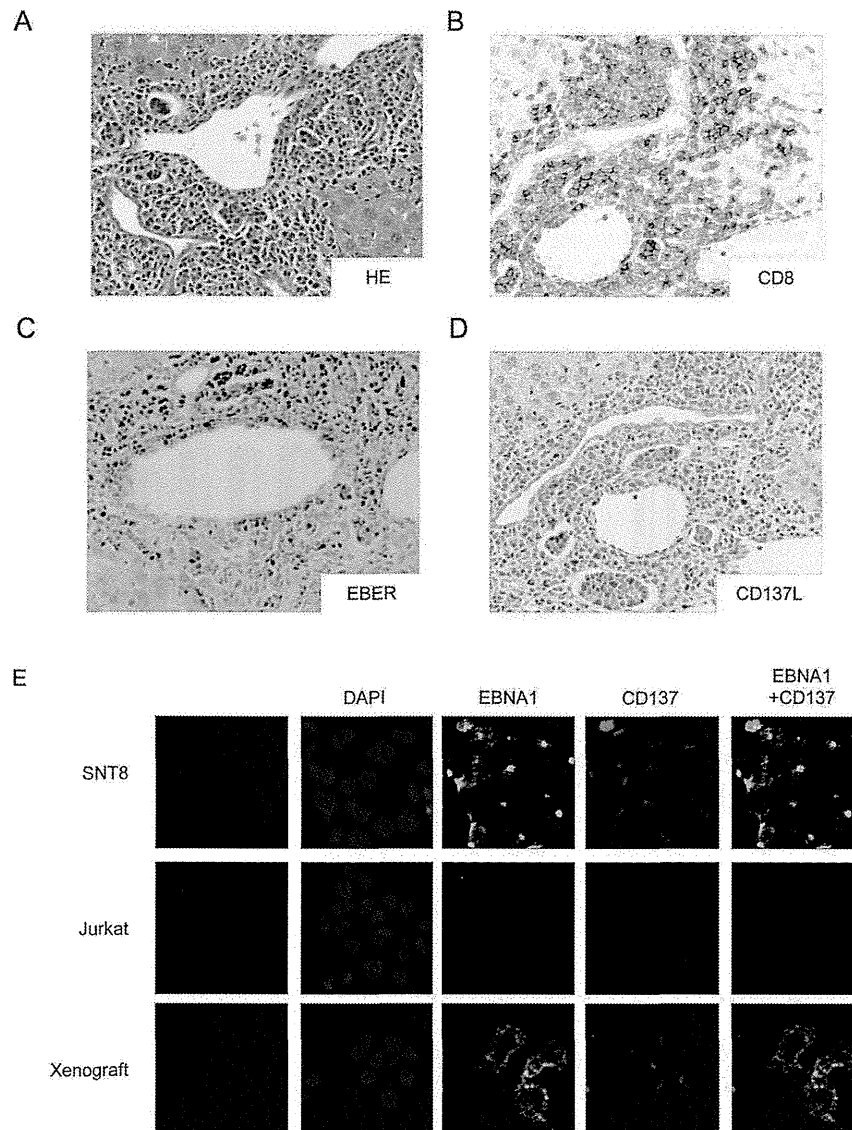 A
B
HE
CD8
C
D
EBER
CD137L
E
DAPI
EBNA1
CD137
EBNA1
+CD137
SNT8
Jurkat
Xenograft